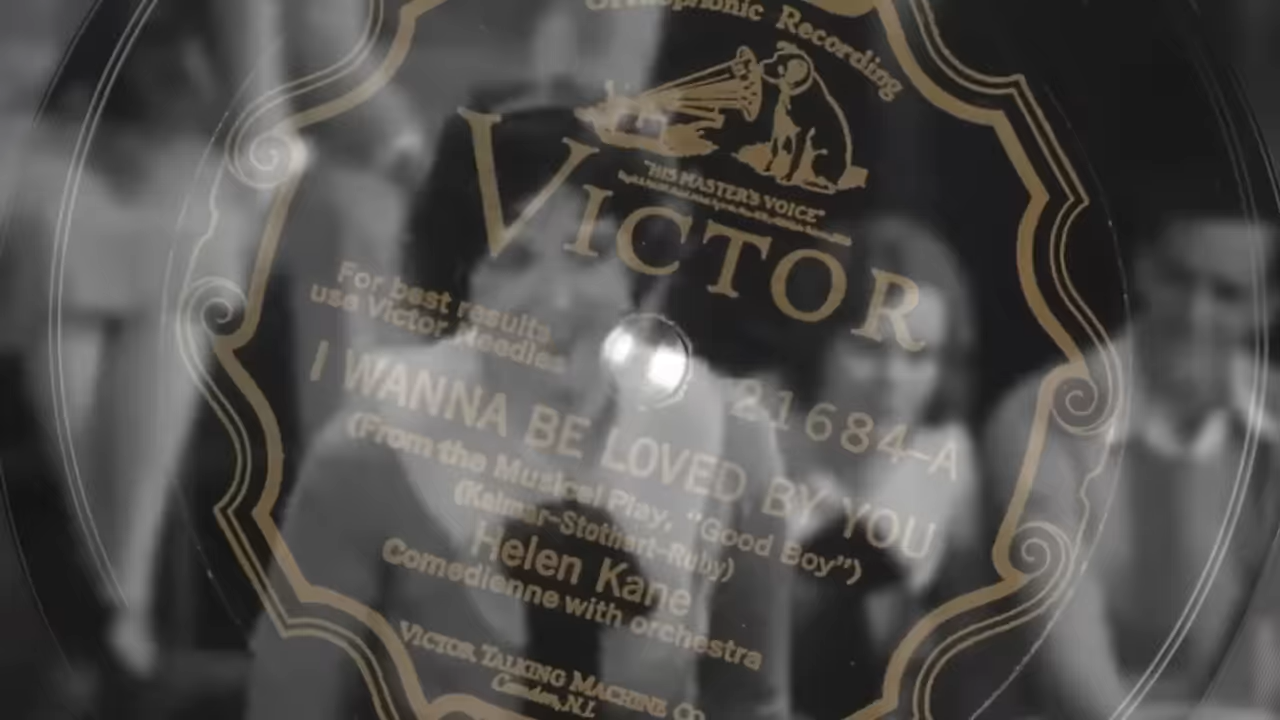 Orthophonic Recording
"HIS MASTER'S VOICE"
VICTOR
For best results
use Victor Needles
21684-A
I WANNA BE LOVED BY YOU
(From the Musical Play, "Good Boy")
(Kalmar-Stothart-Ruby)
Helen Kane
Comedienne with orchestra
VICTOR TALKING MACHINE CO.
Camden, N.J.